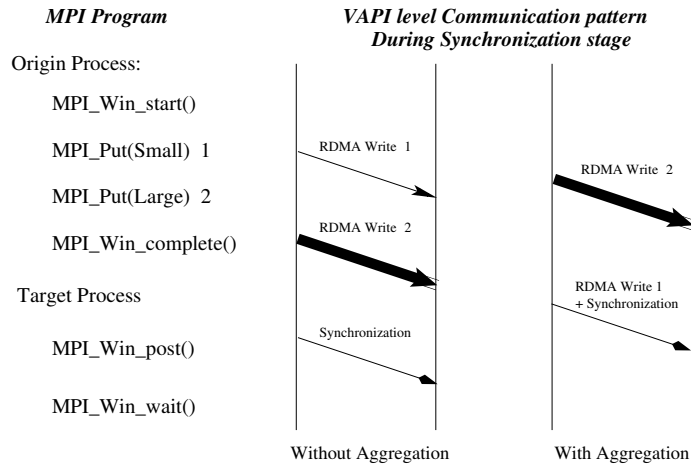 MPI Program
VAPI level Communication pattern
During Synchronization stage
Origin Process:
MPI_Win_start()
MPI_Put(Small)  1
MPI_Put(Large)  2
MPI_Win_complete()
Target Process
MPI_Win_post()
MPI_Win_wait()
RDMA Write  1
RDMA Write  2
Synchronization
Without Aggregation
RDMA Write  2
RDMA Write 1
+ Synchronization
With Aggregation